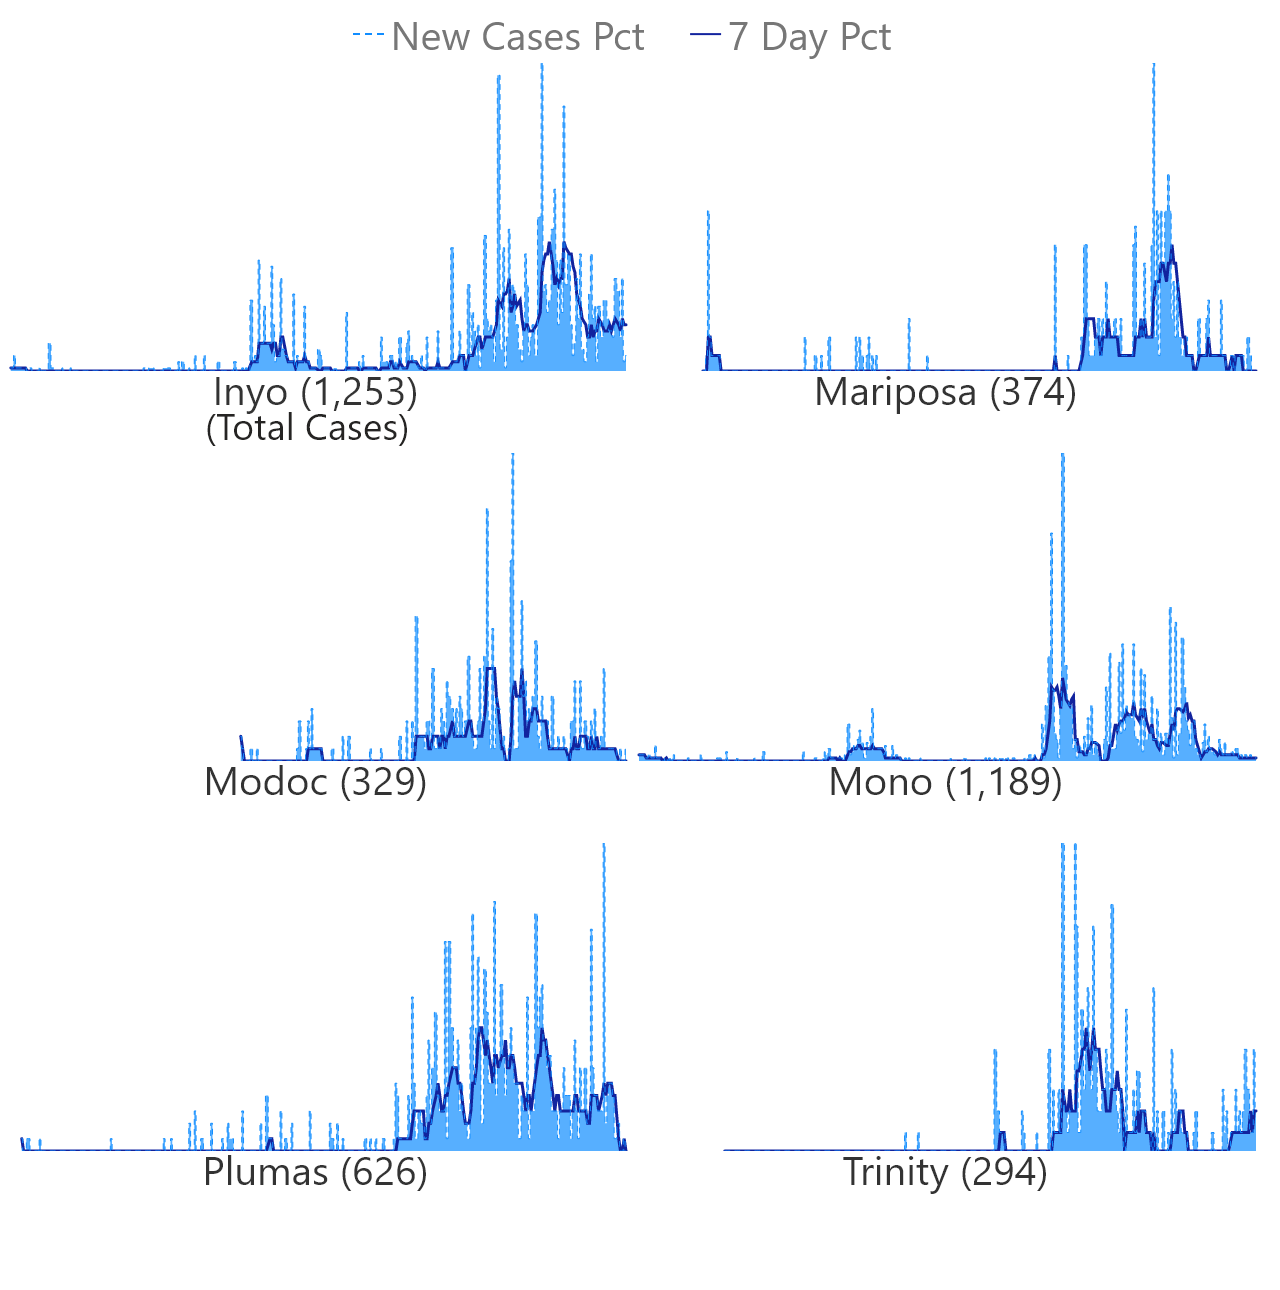 New Cases Pct 7 Day Pct
Inyo (1,253) Mariposa (374)
(Total Cases)
Modoc (329) Mono (1,189)
Plumas (626) Trinity (294)